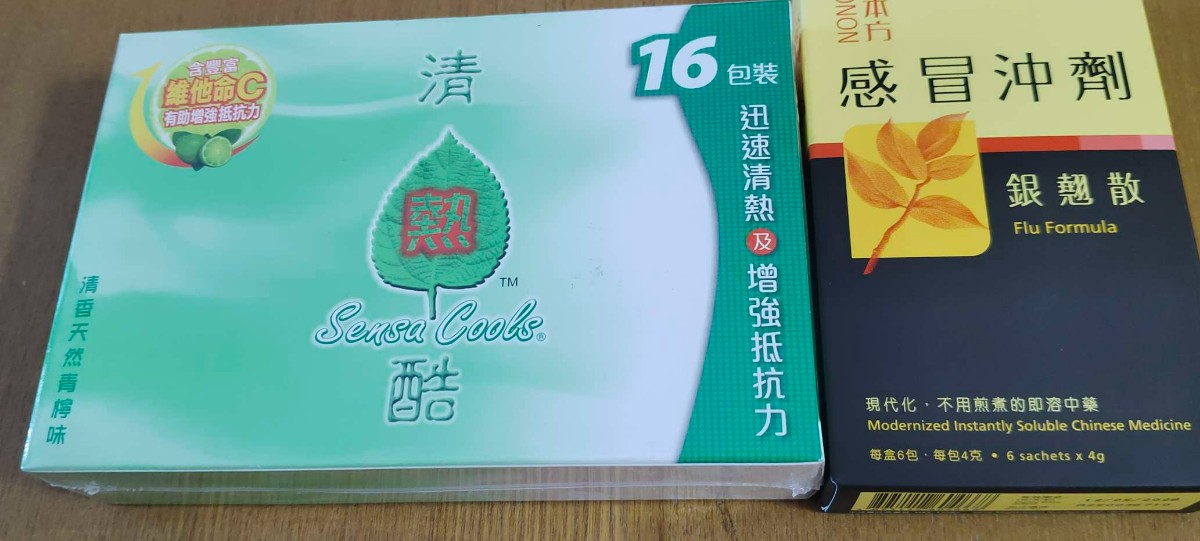 含豐富
維他命C
有助增強抵抗力
清
熱
TM
Sensa Cools®
酷
清香天然青檸味
16包裝
迅速清熱及增強抵抗力
本方
感冒沖劑
銀翹散
Flu Formula
現代化·不用煎煮的即溶中藥
Modernized Instantly Soluble Chinese Medicine
每盒6包·每包4克 • 6 sachets x 4g